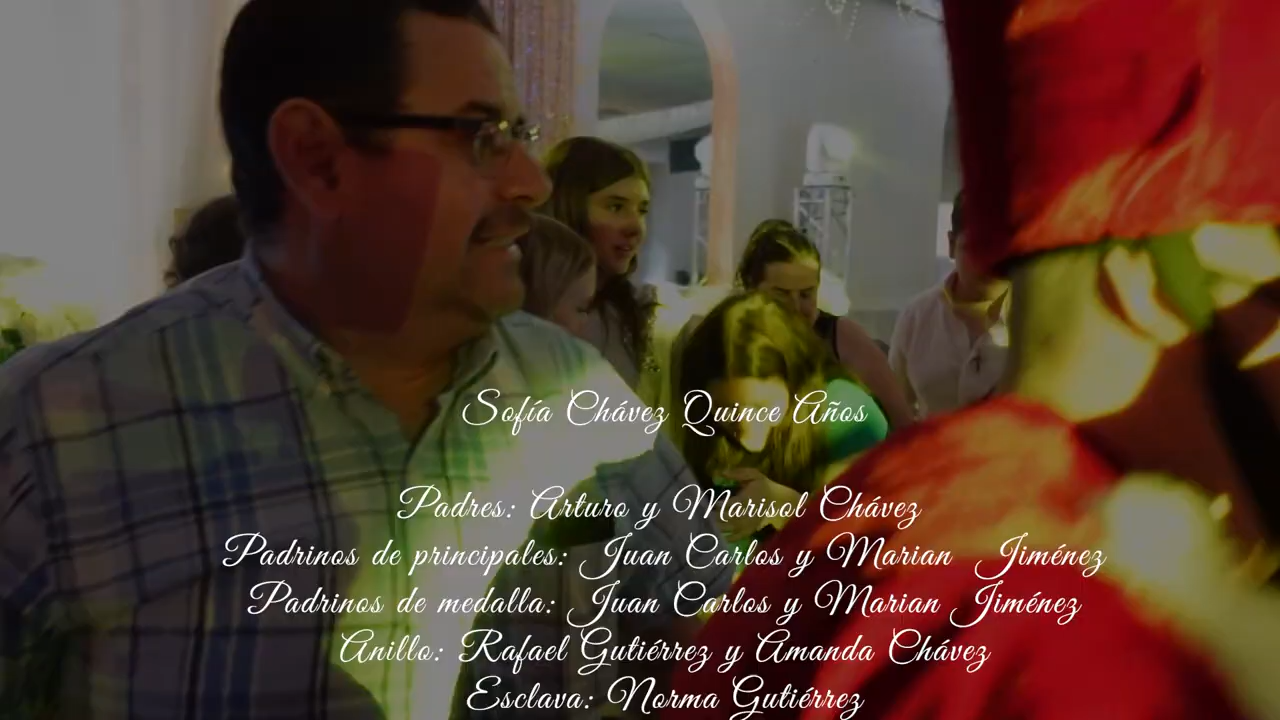 Sofía Chávez Quince Años
Padres: Arturo y Marisol Chávez
Padrinos de principales: Juan Carlos y Marian Jiménez
Padrinos de medalla: Juan Carlos y Marian Jiménez
Anillo: Rafael Gutiérrez y Amanda Chávez
Esclava: Norma Gutiérrez